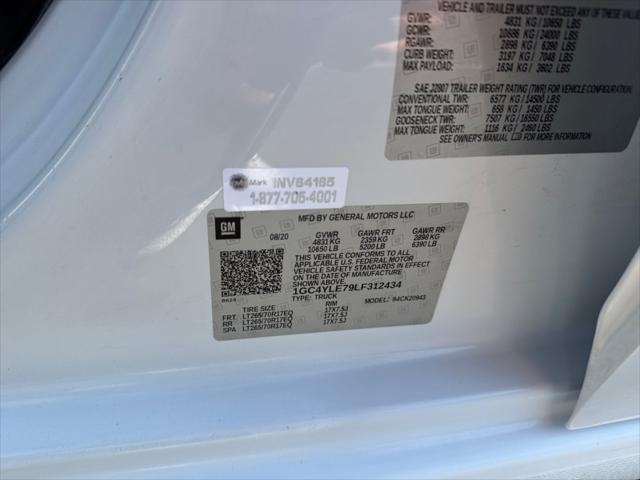 VEHICLE AND TRAILER MUST NOT EXCEED ANY OF THESE VALUES
GVWR: 4831 KG / 10650 LBS
GCWR: 10886 KG / 24000 LBS
RGAWR: 2898 KG / 6390 LBS
CURB WEIGHT: 3197 KG / 7048 LBS
MAX PAYLOAD: 1634 KG / 3602 LBS
SAE J2807 TRAILER WEIGHT RATING (TWR) FOR VEHICLE CONFIGURATION
CONVENTIONAL TWR: 6577 KG / 14500 LBS
MAX TONGUE WEIGHT: 658 KG / 1450 LBS
GOOSENECK TWR: 7507 KG / 16550 LBS
MAX TONGUE WEIGHT: 1116 KG / 2460 LBS
SEE OWNER'S MANUAL FOR ADDITIONAL INFORMATION
Mark INV64165
1-877-705-4001
GM
MFD BY GENERAL MOTORS LLC
08/20 GVWR GAWR FRT GAWR RR
4831 KG 2359 KG 2898 KG
10650 LB 5200 LB 6390 LB
THIS VEHICLE CONFORMS TO ALL
APPLICABLE U.S. FEDERAL MOTOR
VEHICLE SAFETY STANDARDS IN EFFECT
ON THE DATE OF MANUFACTURE
SHOWN ABOVE.
1GC4YLE79LF312434
TYPE: TRUCK MODEL: 84CK20943
0624
TIRE SIZE RIM
FRT LT265/70R17EQ 17X7.5J
RR LT265/70R17EQ 17X7.5J
SPA LT265/70R17EQ 17X7.5J